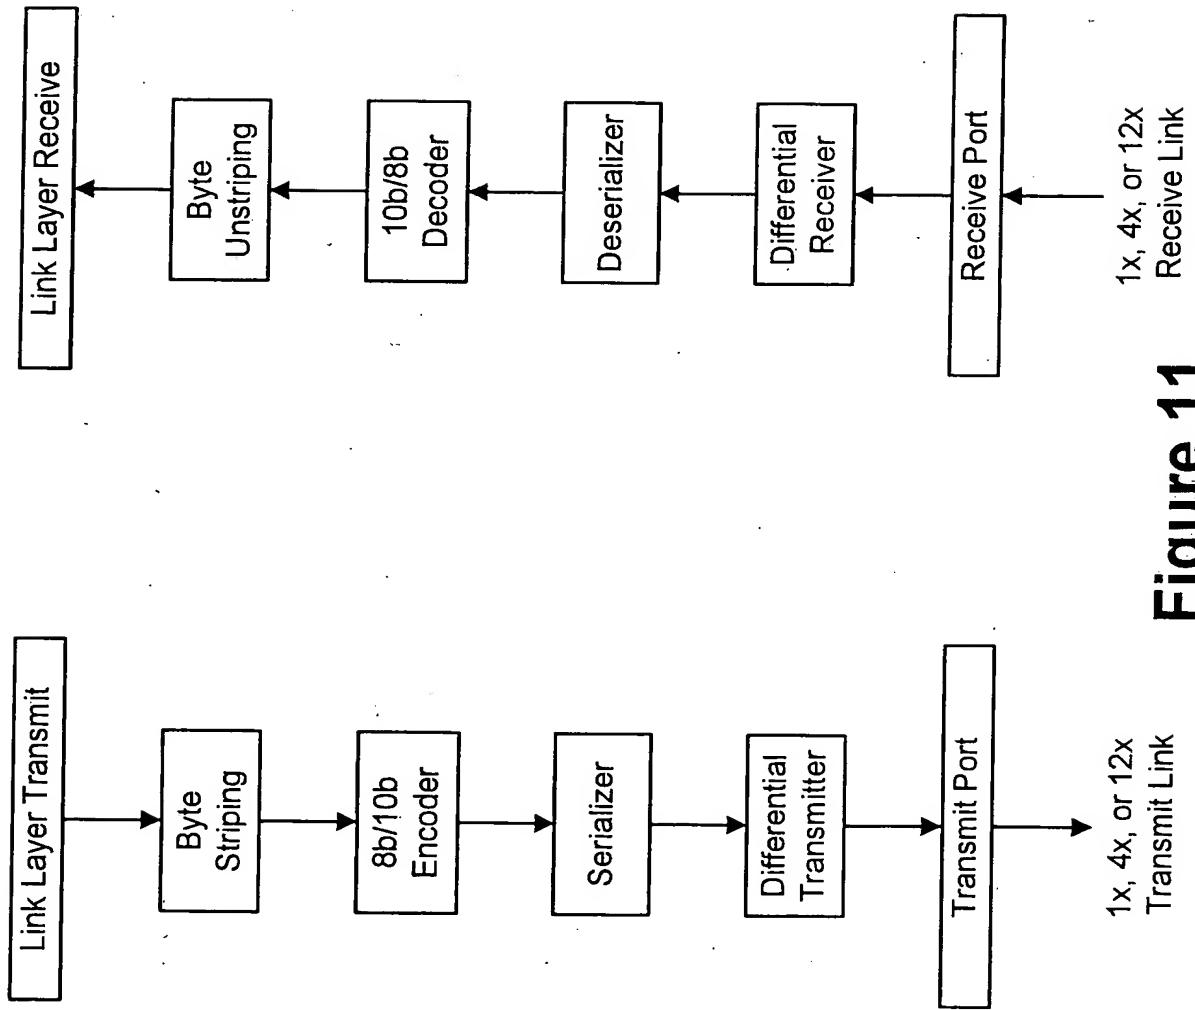 Link Layer Transmit
Byte
Striping
8b/10b
Encoder
Serializer
Differential
Transmitter
Transmit Port
1x, 4x, or 12x
Transmit Link
Link Layer Receive
Byte
Unstriping
10b/8b
Decoder
Deserializer
Differential
Receiver
Receive Port
1x, 4x, or 12x
Receive Link
Figure 11